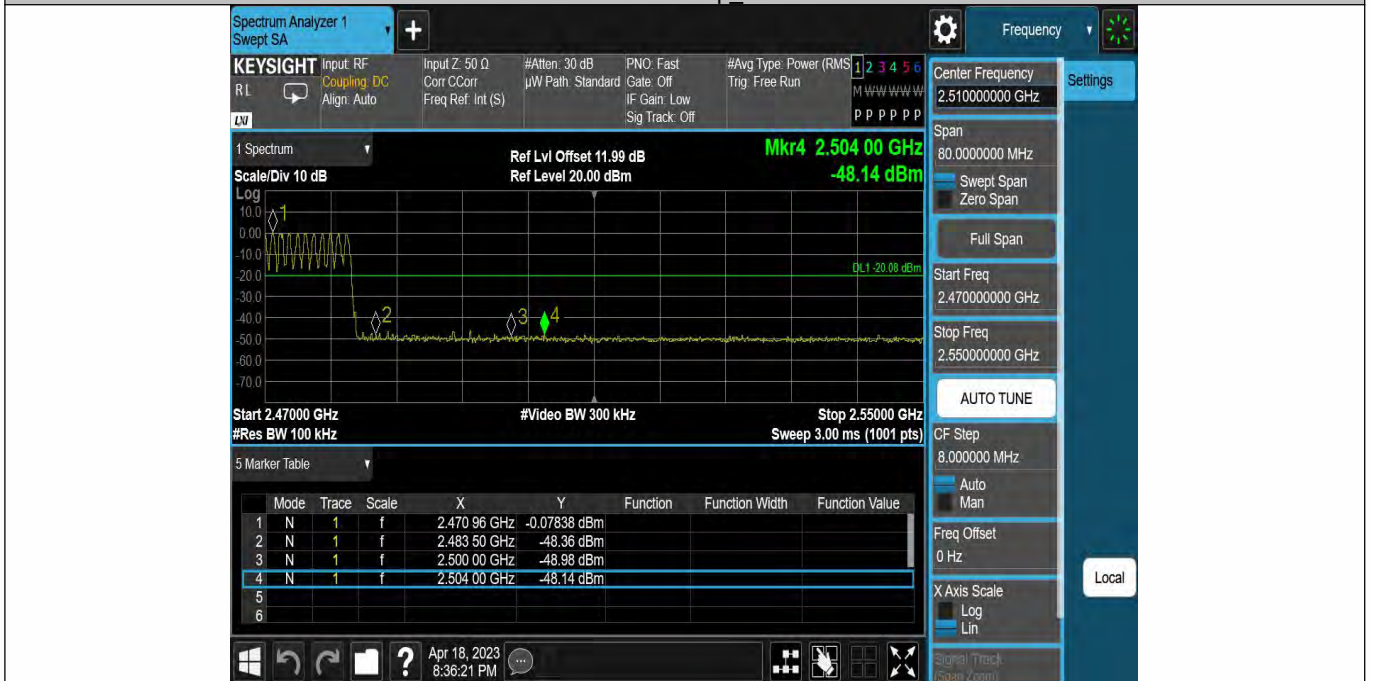 Spectrum Analyzer 1
Swept SA
+
Frequency
KEYSIGHT Input: RF Input Z: 50 Ω #Atten: 30 dB PNO: Fast #Avg Type: Power (RMS 1 2 3 4 5 6
RL Coupling: DC Corr CCorr µW Path: Standard Gate: Off Trig: Free Run M W W W W W
Align: Auto Freq Ref: Int (S) IF Gain: Low
LXI Sig Track: Off P P P P P P
Center Frequency
2.510000000 GHz
Settings
Span
80.0000000 MHz
Swept Span
Zero Span
Full Span
Start Freq
2.470000000 GHz
Stop Freq
2.550000000 GHz
AUTO TUNE
CF Step
8.000000 MHz
Auto
Man
Freq Offset
0 Hz
X Axis Scale
Log
Lin
Signal Track
(Span Zoom)
Local
1 Spectrum
Ref Lvl Offset 11.99 dB Mkr4 2.504 00 GHz
Scale/Div 10 dB Ref Level 20.00 dBm -48.14 dBm
Log
10.0
0.00
-10.0
-20.0
-30.0
-40.0
-50.0
-60.0
-70.0
1
2
3
4
DL1 -20.08 dBm
Start 2.47000 GHz #Video BW 300 kHz Stop 2.55000 GHz
#Res BW 100 kHz Sweep 3.00 ms (1001 pts)
5 Marker Table
Mode Trace Scale X Y Function Function Width Function Value
1 N 1 f 2.470 96 GHz -0.07838 dBm
2 N 1 f 2.483 50 GHz -48.36 dBm
3 N 1 f 2.500 00 GHz -48.98 dBm
4 N 1 f 2.504 00 GHz -48.14 dBm
5
6
? Apr 18, 2023
8:36:21 PM